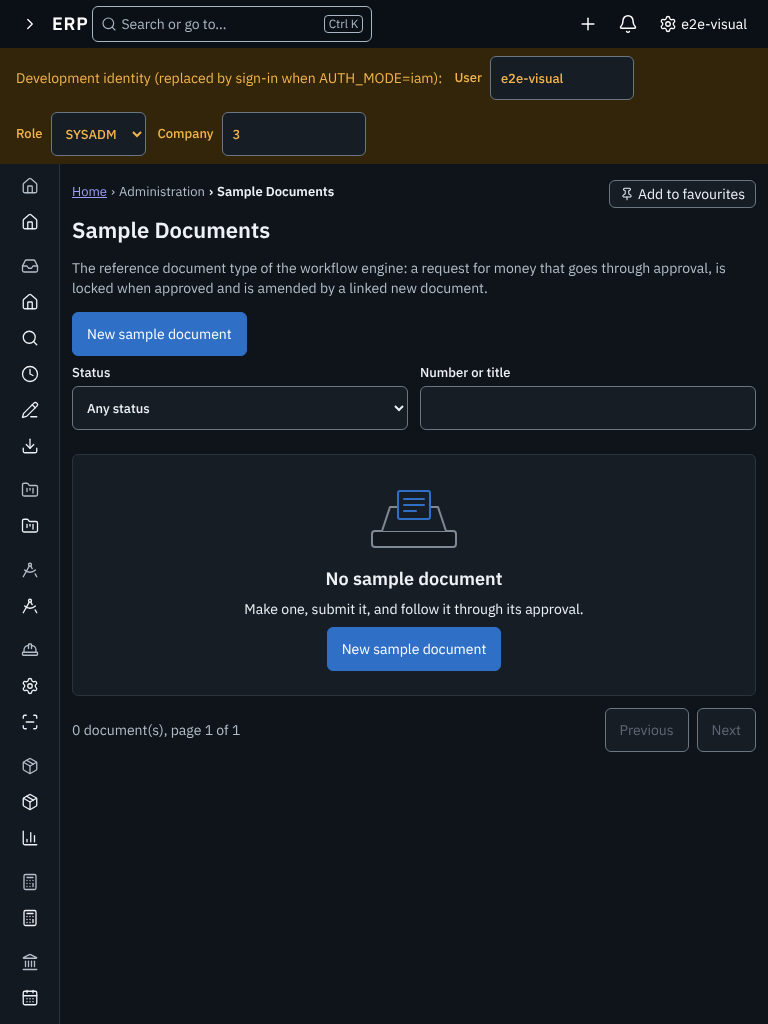 ERP
Search or go to...
Ctrl K
e2e-visual
Development identity (replaced by sign-in when AUTH_MODE=iam):
User
e2e-visual
Role
SYSADM
Company
3
Home › Administration › Sample Documents
Add to favourites
Sample Documents
The reference document type of the workflow engine: a request for money that goes through approval, is
locked when approved and is amended by a linked new document.
New sample document
Status
Number or title
Any status
No sample document
Make one, submit it, and follow it through its approval.
New sample document
0 document(s), page 1 of 1
Previous
Next